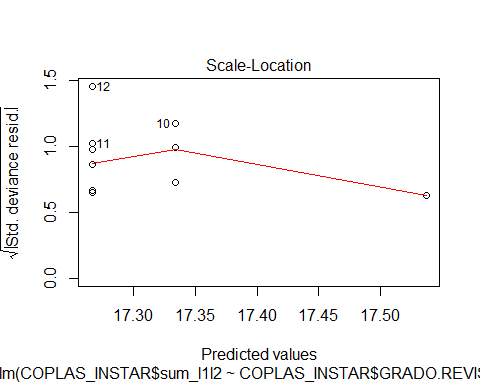 Scale-Location
√|Std. deviance resid.|
1.5
1.0
0.5
0.0
12
11
10
17.30 17.35 17.40 17.45 17.50
Predicted values
lm(COPLAS_INSTAR$sum_I1I2 ~ COPLAS_INSTAR$GRADO.REVIS